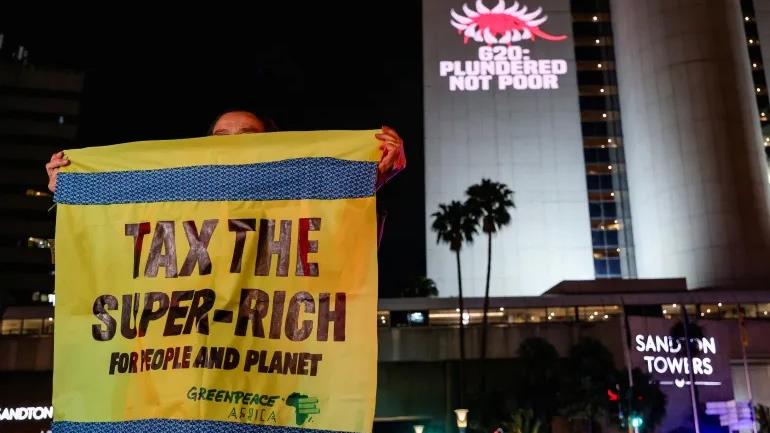 G20:
PLUNDERED
NOT POOR
TAX THE
SUPER-RICH
FOR PEOPLE AND PLANET
GREENPEACE
AFRICA
SANDTON
TOWERS
SANDTON